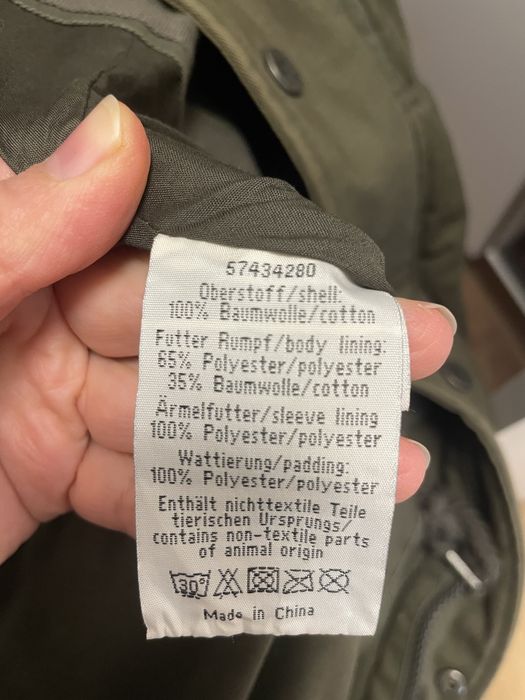 57434280
Oberstoff/shell:
100% Baumwolle/cotton
Futter Rumpf/body lining:
65% Polyester/polyester
35% Baumwolle/cotton
Ärmelfutter/sleeve lining
100% Polyester/polyester
Wattierung/padding:
100% Polyester/polyester
Enthält nichttextile Teile
tierischen Ursprungs/
contains non-textile parts
of animal origin
30°
Made in China